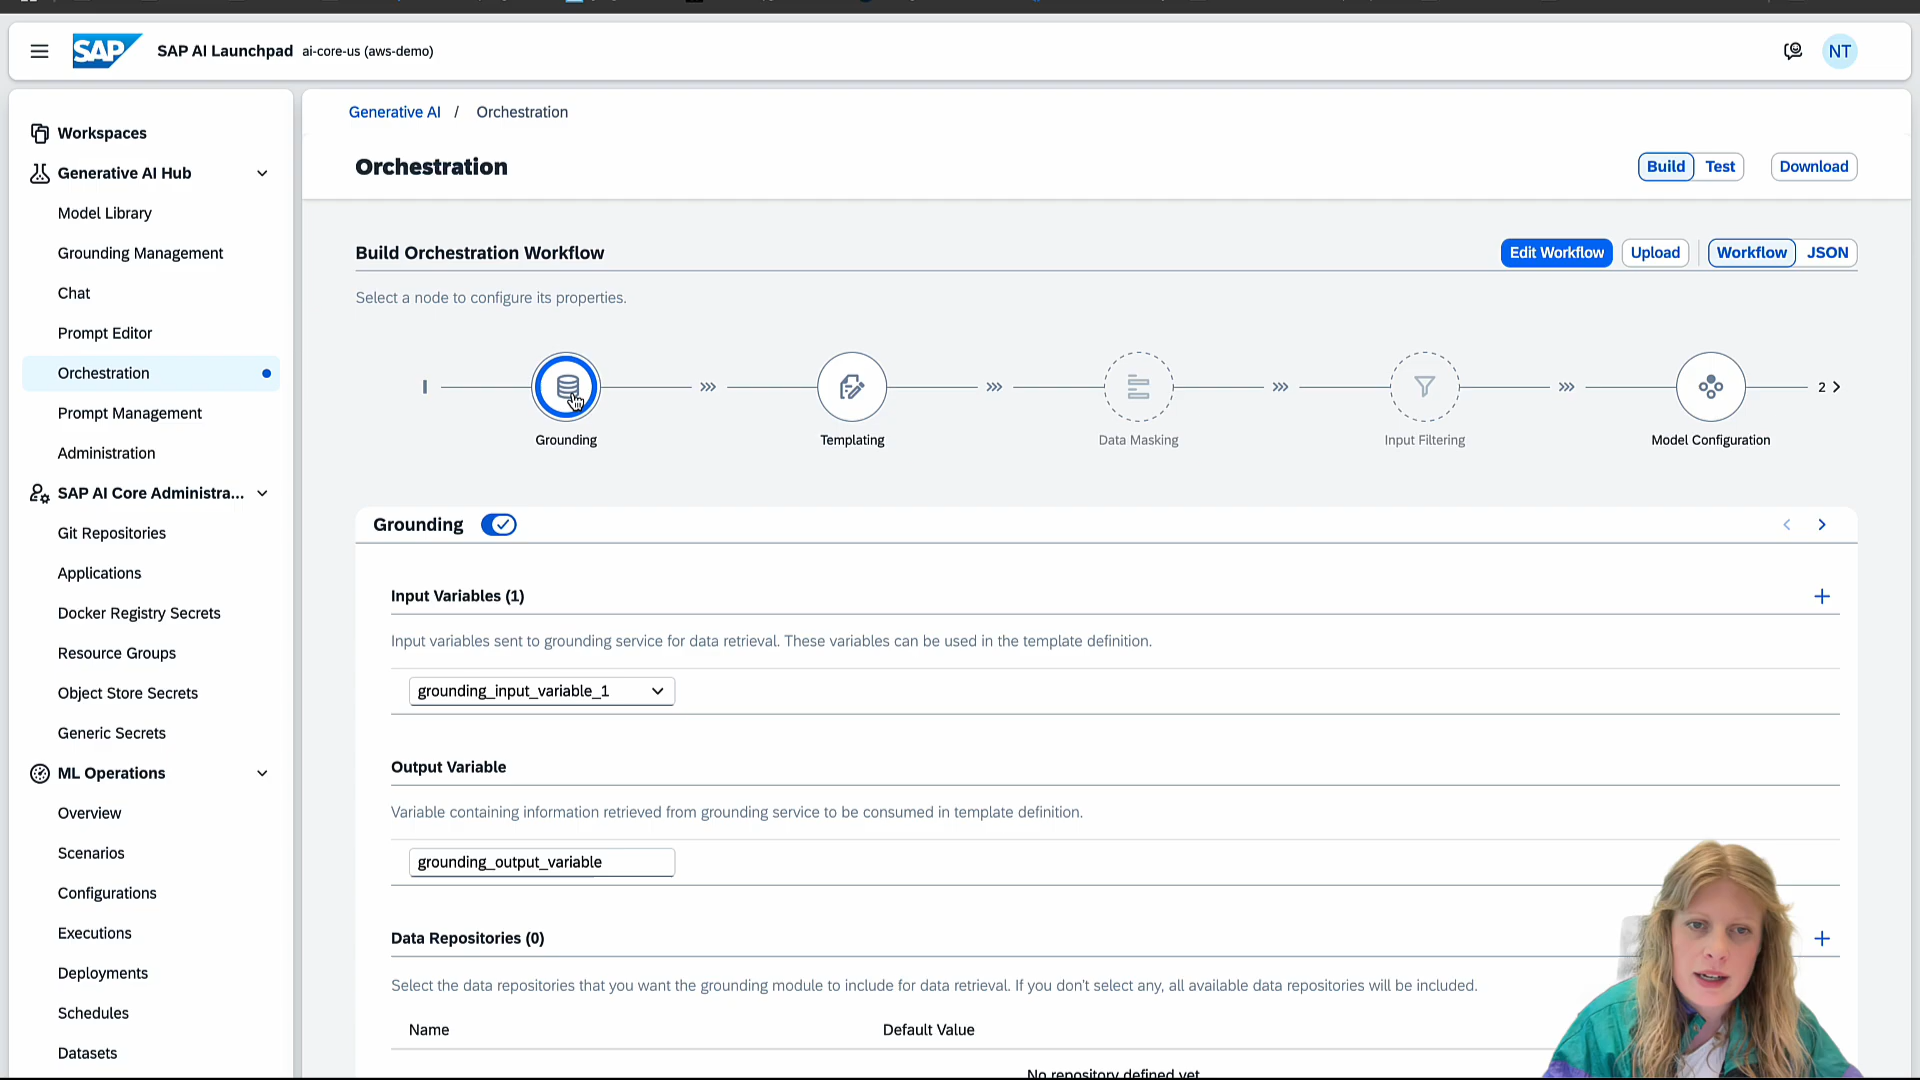 SAP SAP AI Launchpad ai-core-us (aws-demo) NT
Workspaces
Generative AI Hub
Model Library
Grounding Management
Chat
Prompt Editor
Orchestration
Prompt Management
Administration
SAP AI Core Administra...
Git Repositories
Applications
Docker Registry Secrets
Resource Groups
Object Store Secrets
Generic Secrets
ML Operations
Overview
Scenarios
Configurations
Executions
Deployments
Schedules
Datasets
Generative AI / Orchestration
Orchestration Build Test Download
Build Orchestration Workflow Edit Workflow Upload Workflow JSON
Select a node to configure its properties.
2
Grounding Templating Data Masking Input Filtering Model Configuration
Grounding
Input Variables (1)
Input variables sent to grounding service for data retrieval. These variables can be used in the template definition.
grounding_input_variable_1
Output Variable
Variable containing information retrieved from grounding service to be consumed in template definition.
grounding_output_variable
Data Repositories (0)
Select the data repositories that you want the grounding module to include for data retrieval. If you don't select any, all available data repositories will be included.
Name Default Value
No repository defined yet